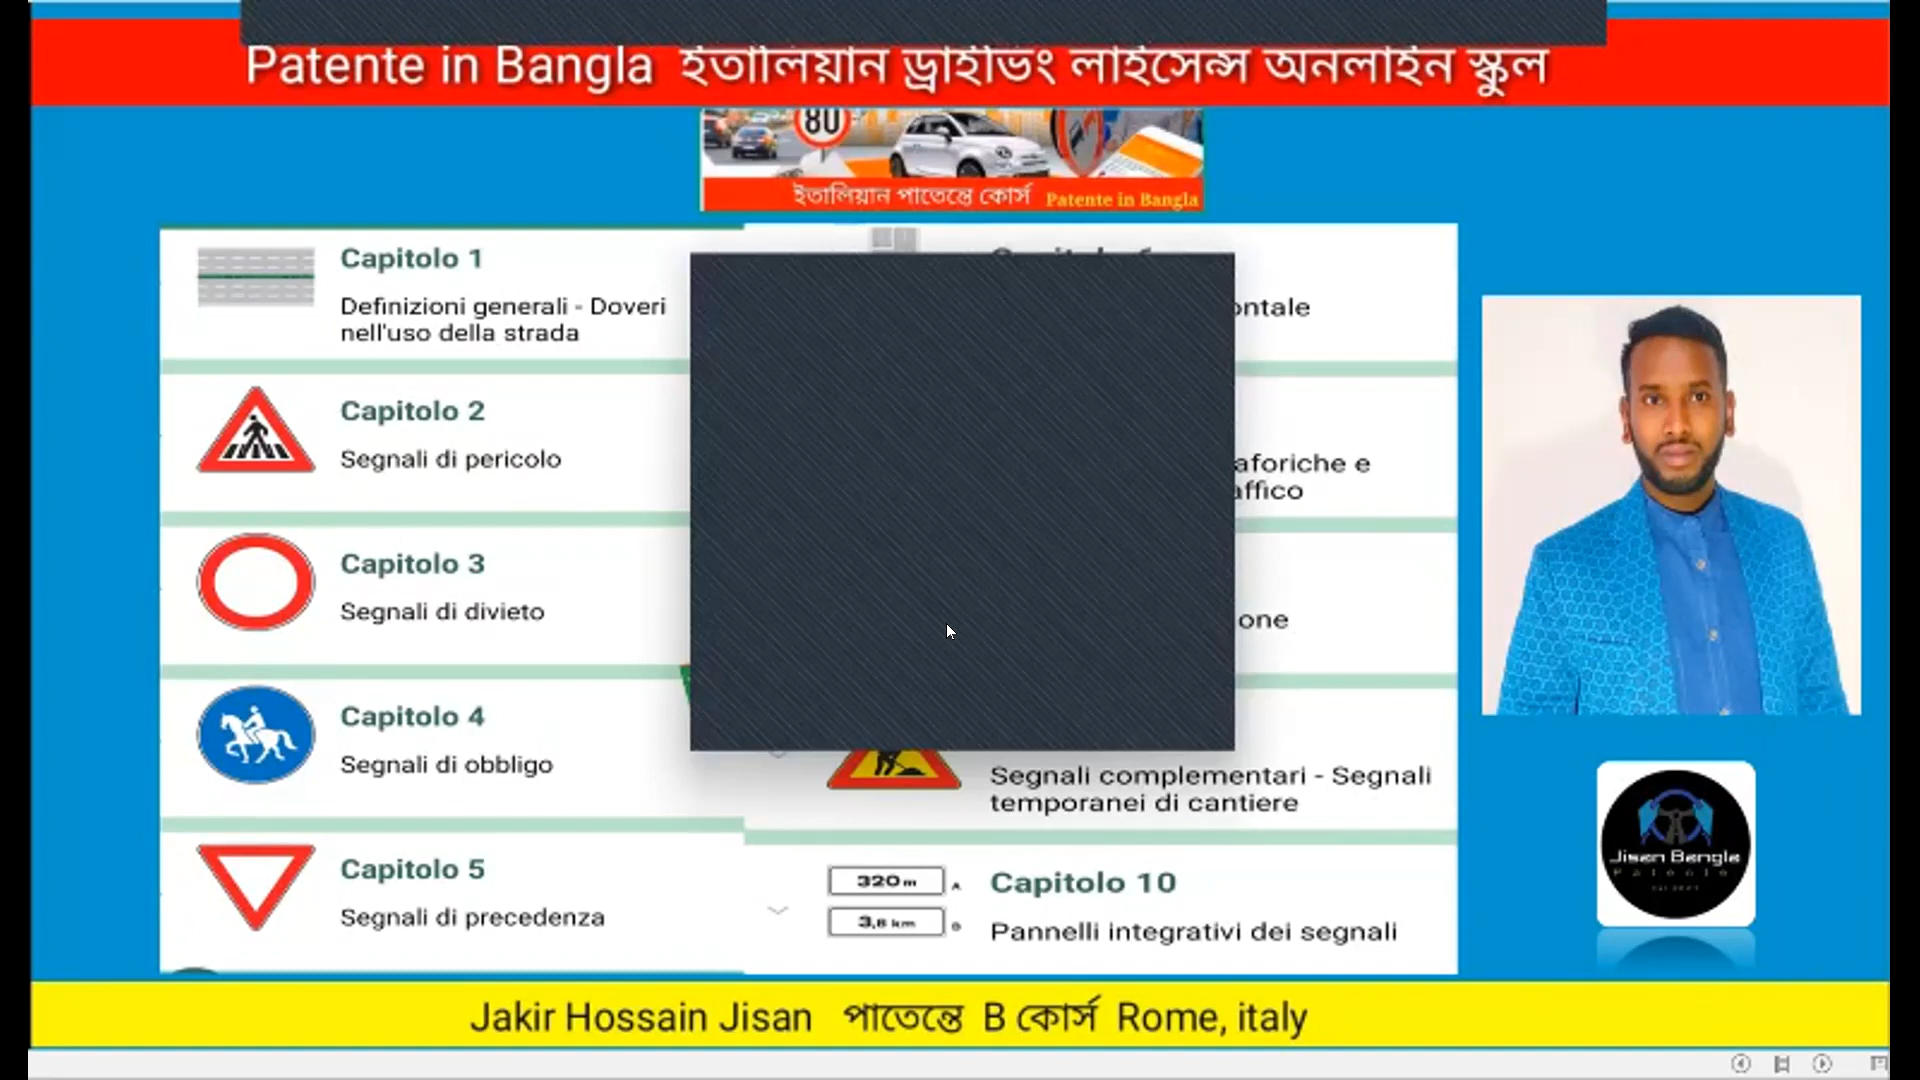 Patente in Bangla ইতালিয়ান ড্রাইভিং লাইসেন্স অনলাইন স্কুল
80
ইতালিয়ান পাতেন্তে কোর্স Patente in Bangla
Capitolo 1
Definizioni generali - Doveri
nell'uso della strada
Capitolo 2
Segnali di pericolo
Capitolo 3
Segnali di divieto
Capitolo 4
Segnali di obbligo
Capitolo 5
Segnali di precedenza
ontale
aforiche e
affico
one
Segnali complementari - Segnali
temporanei di cantiere
320 m A
3,8 km B
Capitolo 10
Pannelli integrativi dei segnali
Jisan Bangla
Patente
Jakir Hossain Jisan পাতেন্তে B কোর্স Rome, italy